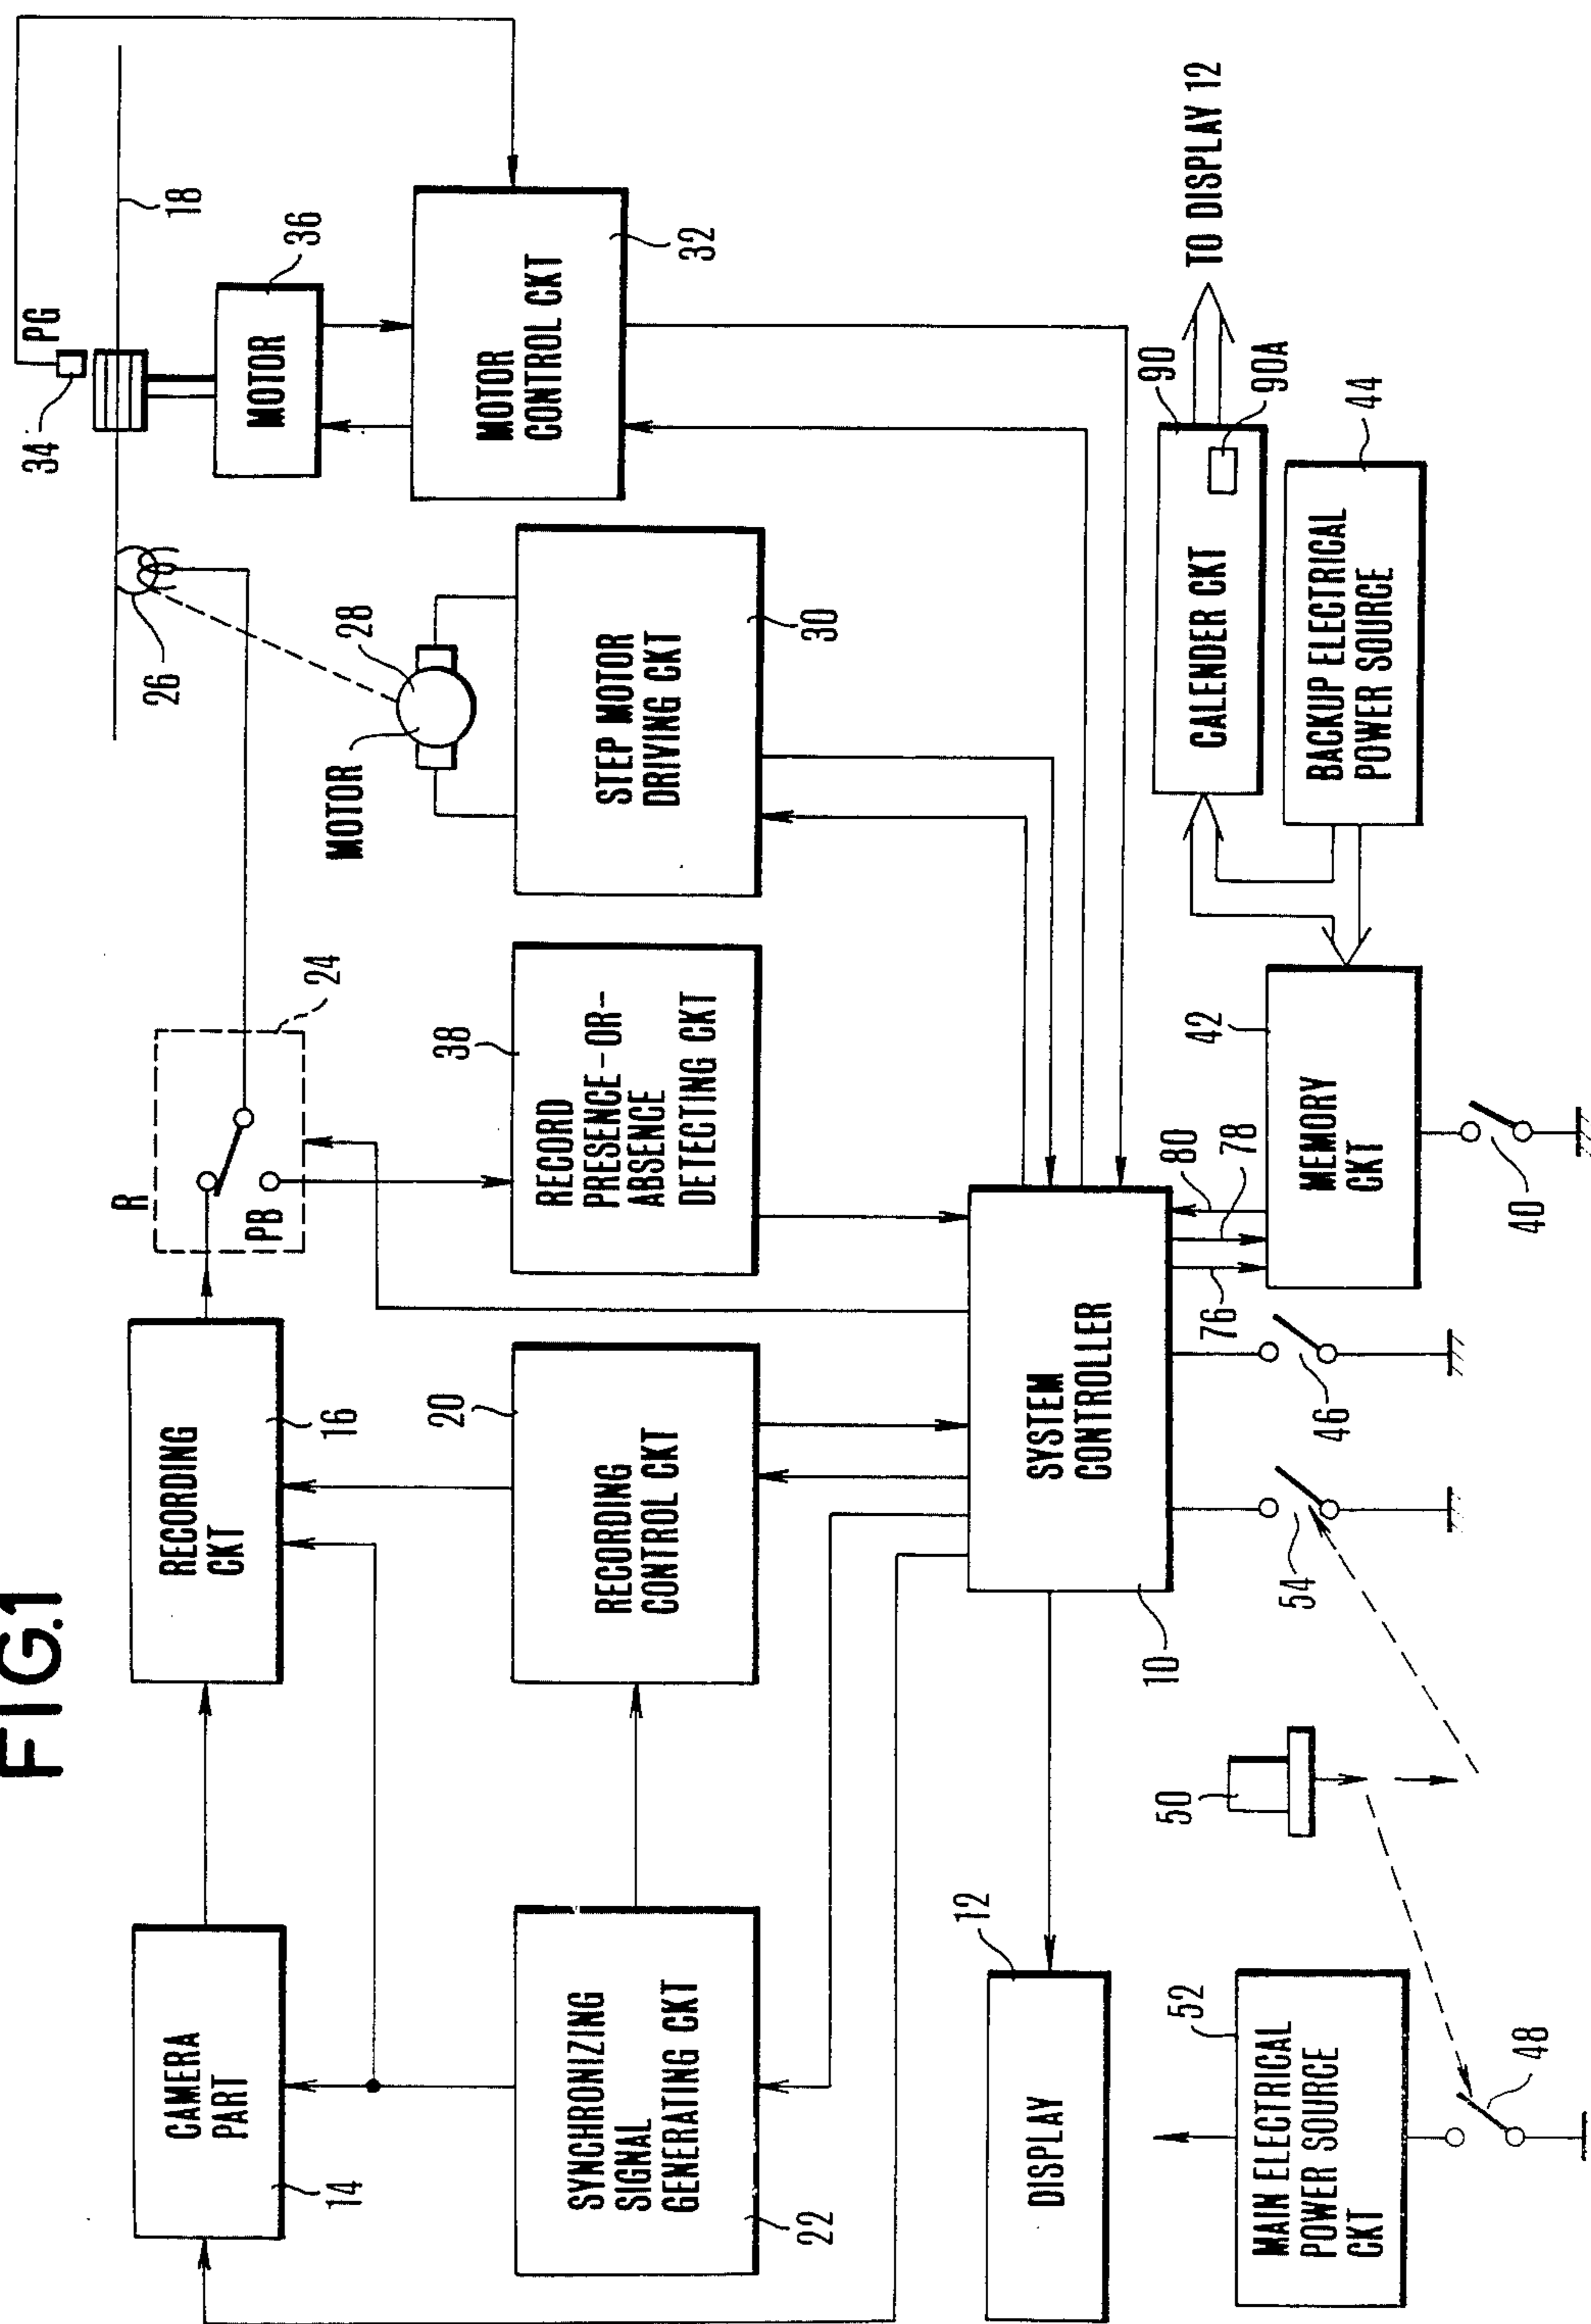 FIG.1
CAMERA
PART
14
RECORDING
CKT
16
R
PB
24
26
34
PG
18
MOTOR
36
SYNCHRONIZING
SIGNAL
GENERATING CKT
22
RECORDING
CONTROL CKT
20
RECORD
PRESENCE-OR-
ABSENCE
DETECTING CKT
38
MOTOR
28
STEP MOTOR
DRIVING CKT
30
MOTOR
CONTROL CKT
32
DISPLAY
12
SYSTEM
CONTROLLER
10
MAIN ELECTRICAL
POWER SOURCE
CKT
52
48
50
54
46
76
78
80
MEMORY
CKT
42
40
CALENDER CKT
90
90A
TO DISPLAY 12
BACKUP ELECTRICAL
POWER SOURCE
44